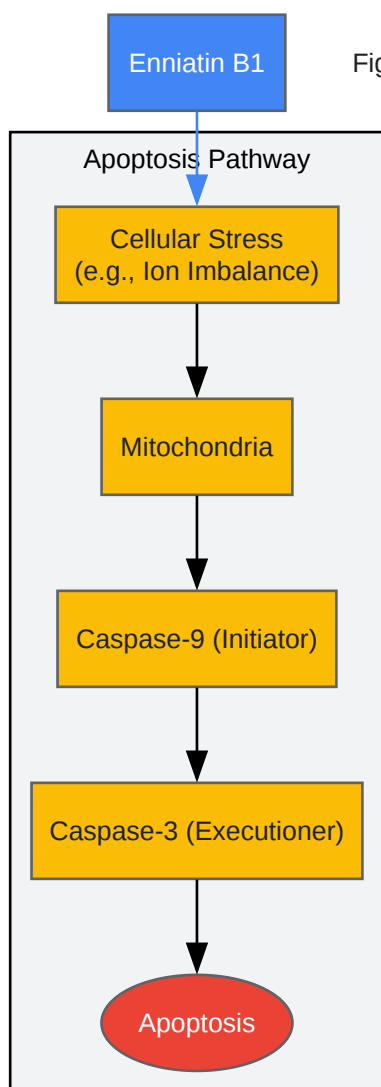 Enniatin B1
Fig
Apoptosis Pathway
Cellular Stress
(e.g., Ion Imbalance)
Mitochondria
Caspase-9 (Initiator)
Caspase-3 (Executioner)
Apoptosis